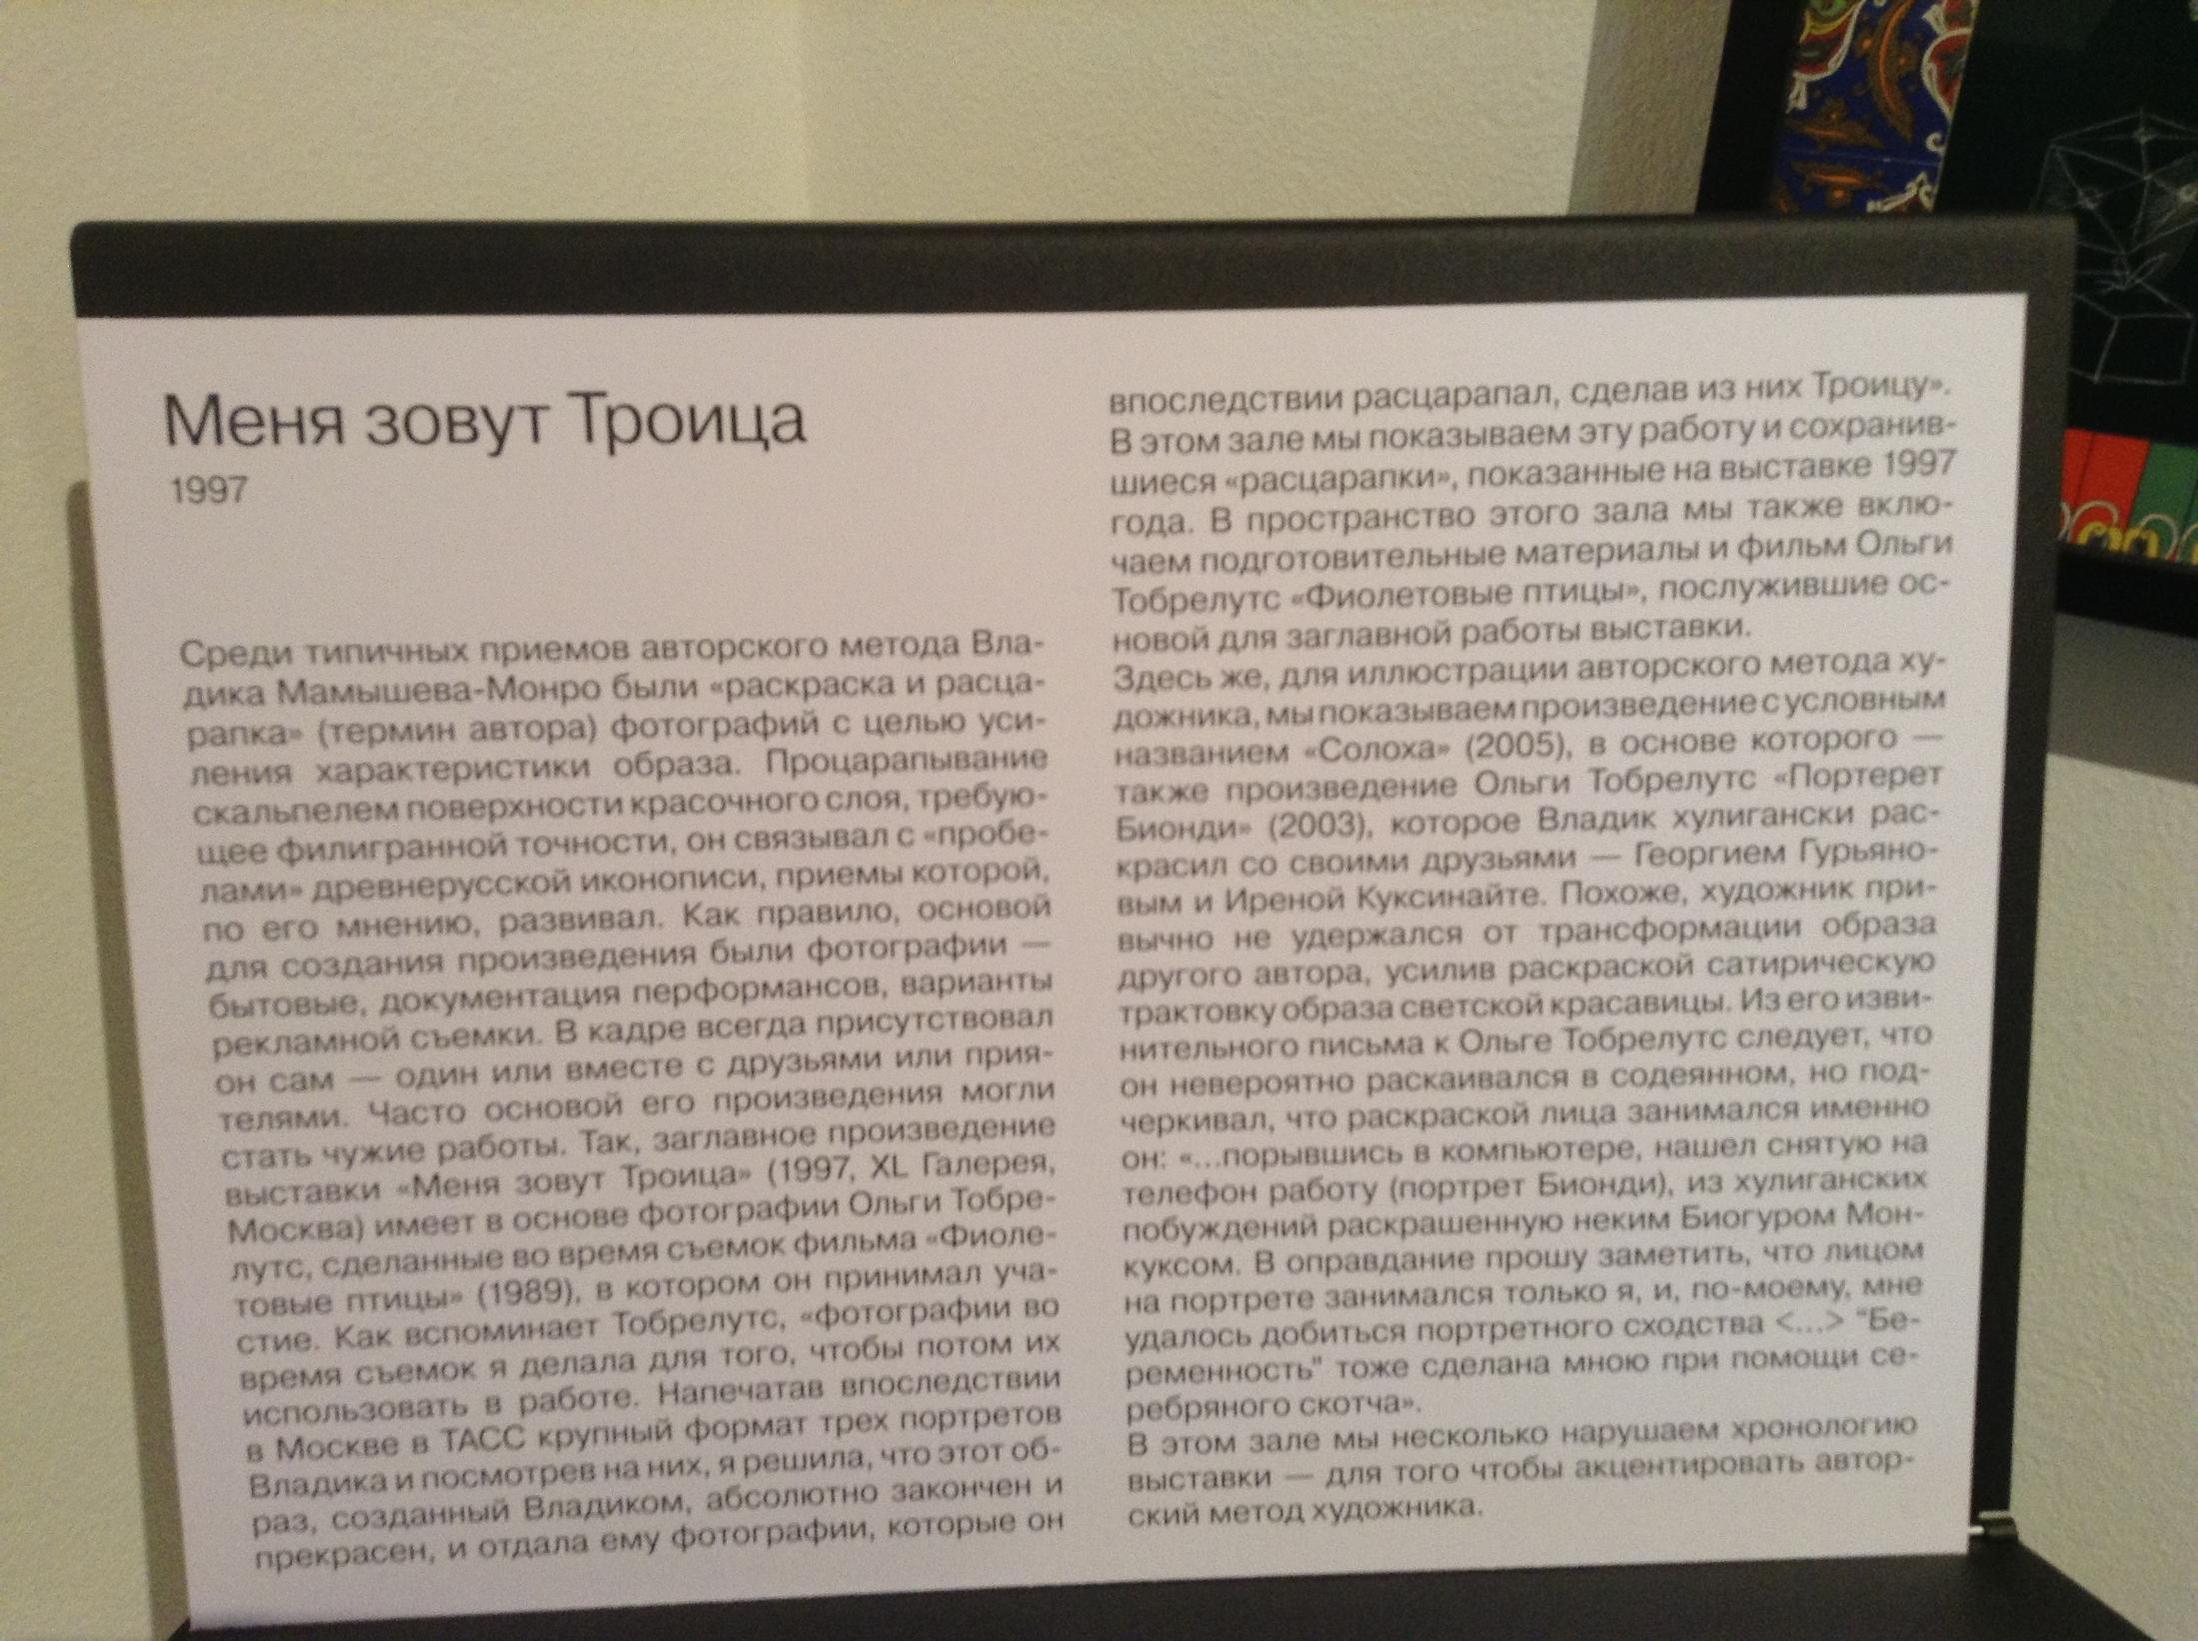 Меня зовут Троица
1997
Среди типичных приемов авторского метода Вла-
дика Мамышева-Монро были «раскраска и расца-
рапка» (термин автора) фотографий с целью уси-
ления характеристики образа. Процарапывание
скальпелем поверхности красочного слоя, требую-
щее филигранной точности, он связывал с «пробе-
лами» древнерусской иконописи, приемы которой,
по его мнению, развивал. Как правило, основой
для создания произведения были фотографии —
бытовые, документация перформансов, варианты
рекламной съемки. В кадре всегда присутствовал
он сам — один или вместе с друзьями или прия-
телями. Часто основой его произведения могли
стать чужие работы. Так, заглавное произведение
выставки «Меня зовут Троица» (1997, XL Галерея,
Москва) имеет в основе фотографии Ольги Тобре-
лутс, сделанные во время съемок фильма «Фиоле-
товые птицы» (1989), в котором он принимал уча-
стие. Как вспоминает Тобрелутс, «фотографии во
время съемок я делала для того, чтобы потом их
использовать в работе. Напечатав впоследствии
в Москве в ТАСС крупный формат трех портретов
Владика и посмотрев на них, я решила, что этот об-
раз, созданный Владиком, абсолютно закончен и
прекрасен, и отдала ему фотографии, которые он
впоследствии расцарапал, сделав из них Троицу».
В этом зале мы показываем эту работу и сохранив-
шиеся «расцарапки», показанные на выставке 1997
года. В пространство этого зала мы также вклю-
чаем подготовительные материалы и фильм Ольги
Тобрелутс «Фиолетовые птицы», послужившие ос-
новой для заглавной работы выставки.
Здесь же, для иллюстрации авторского метода ху-
дожника, мы показываем произведение с условным
названием «Солоха» (2005), в основе которого —
также произведение Ольги Тобрелутс «Портерет
Бионди» (2003), которое Владик хулигански рас-
красил со своими друзьями — Георгием Гурьяно-
вым и Иреной Куксинайте. Похоже, художник при-
вычно не удержался от трансформации образа
другого автора, усилив раскраской сатирическую
трактовку образа светской красавицы. Из его изви-
нительного письма к Ольге Тобрелутс следует, что
он невероятно раскаивался в содеянном, но под-
черкивал, что раскраской лица занимался именно
он: «...порывшись в компьютере, нашел снятую на
телефон работу (портрет Бионди), из хулиганских
побуждений раскрашенную неким Биогуром Мон-
куксом. В оправдание прошу заметить, что лицом
на портрете занимался только я, и, по-моему, мне
удалось добиться портретного сходства <...> "Бе-
ременность" тоже сделана мною при помощи се-
ребряного скотча».
В этом зале мы несколько нарушаем хронологию
выставки — для того чтобы акцентировать автор-
ский метод художника.